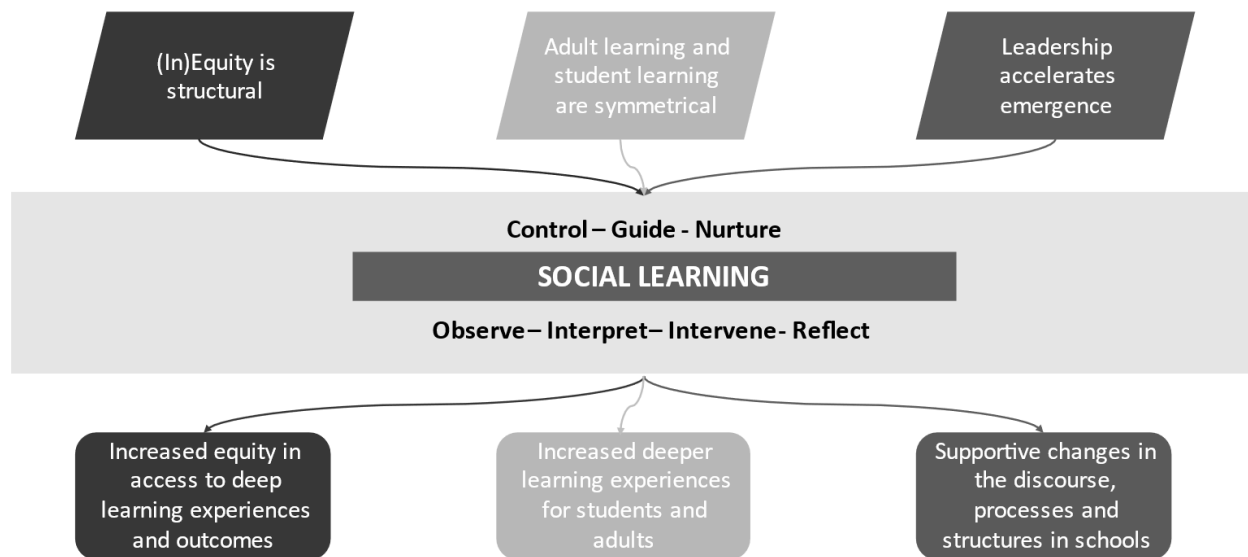 (In)Equity is
structural
Adult learning and
student learning
are symmetrical
Leadership
accelerates
emergence
Control – Guide - Nurture
SOCIAL LEARNING
Observe – Interpret – Intervene - Reflect
Increased equity in
access to deep
learning experiences
and outcomes
Increased deeper
learning experiences
for students and
adults
Supportive changes in
the discourse,
processes and
structures in schools